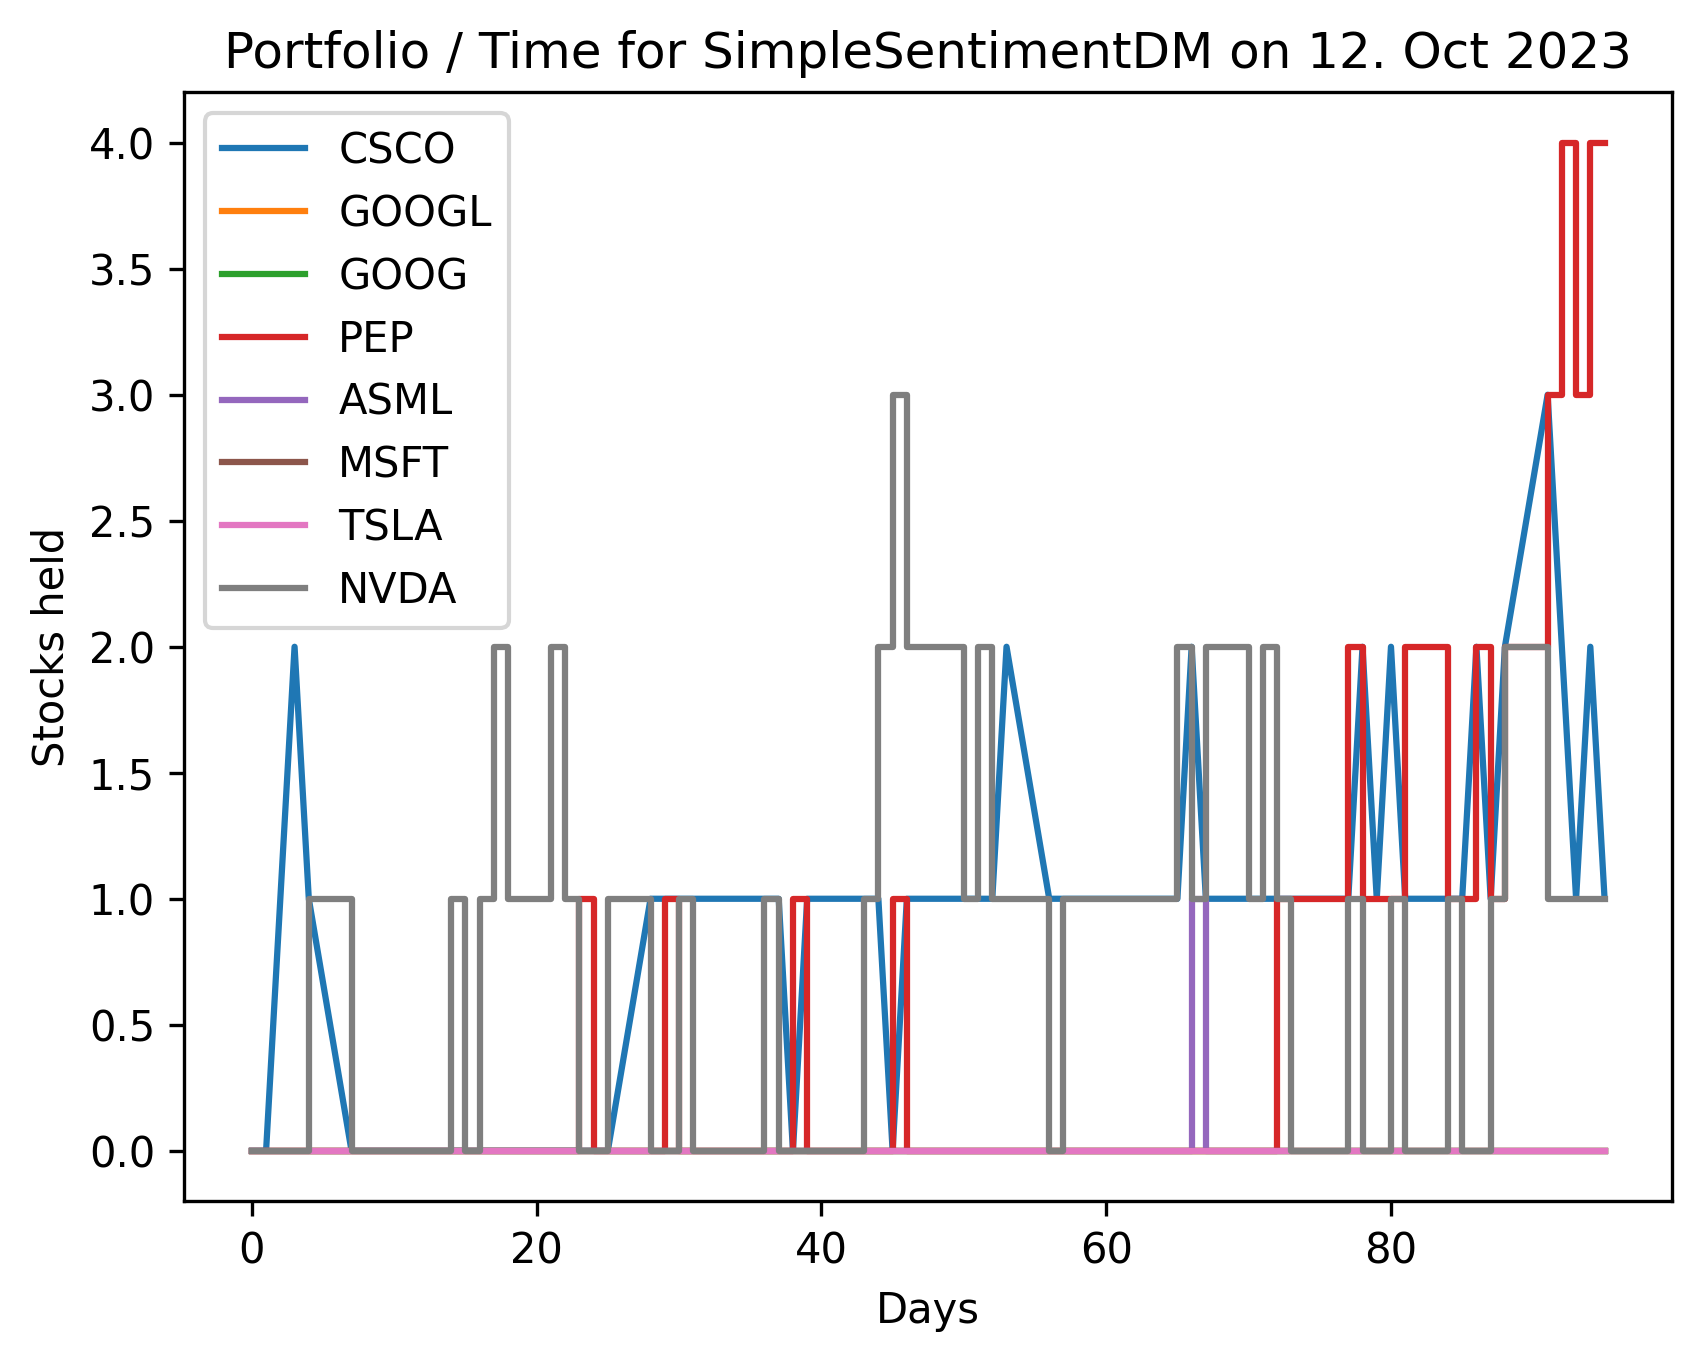 Portfolio / Time for SimpleSentimentDM on 12. Oct 2023
CSCO
GOOGL
GOOG
PEP
ASML
MSFT
TSLA
NVDA
Stocks held
4.0
3.5
3.0
2.5
2.0
1.5
1.0
0.5
0.0
0 20 40 60 80
Days